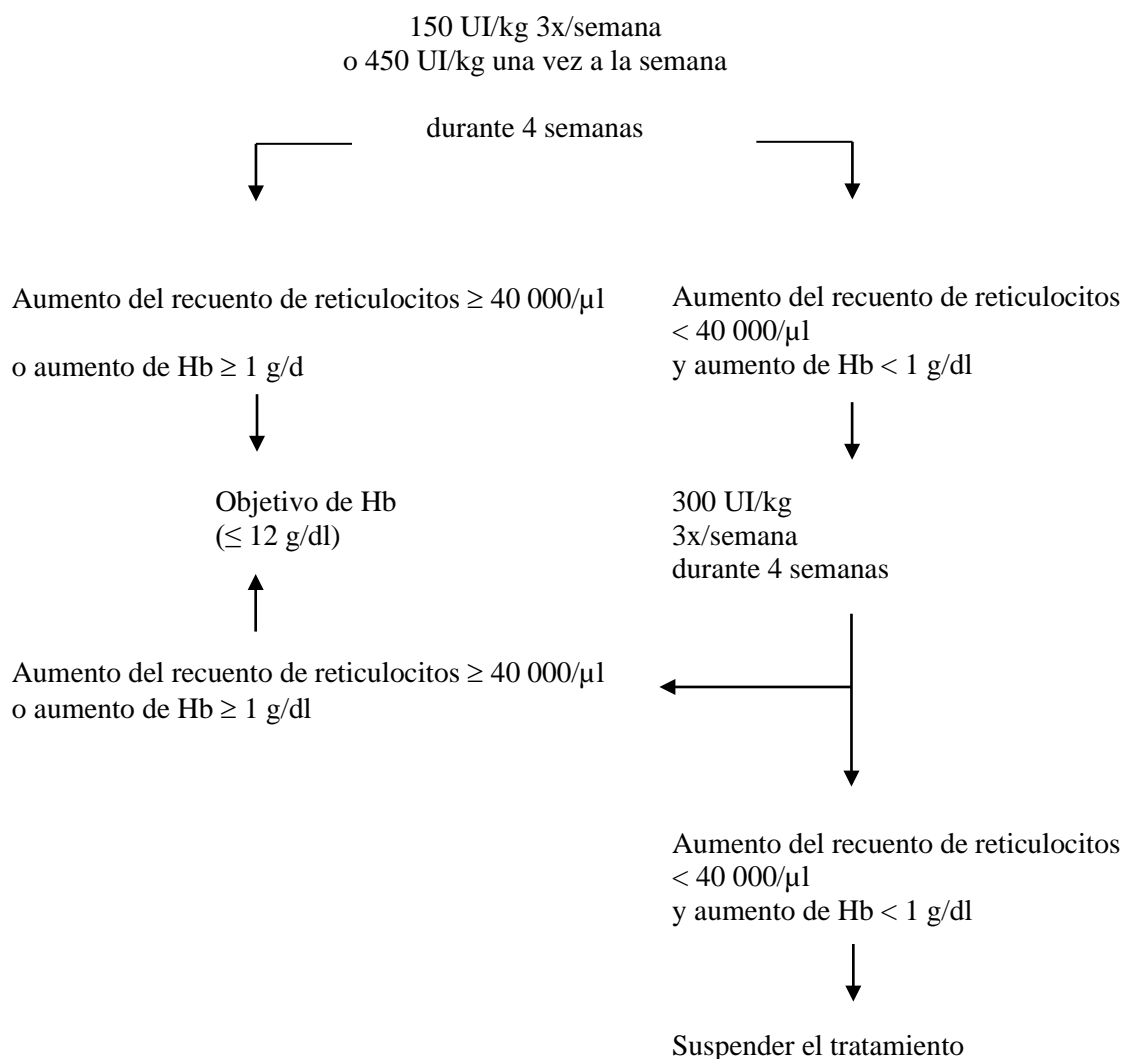 150 UI/kg 3x/semana
o 450 UI/kg una vez a la semana
durante 4 semanas
Aumento del recuento de reticulocitos ≥ 40 000/µl
o aumento de Hb ≥ 1 g/d
Aumento del recuento de reticulocitos
< 40 000/µl
y aumento de Hb < 1 g/dl
Objetivo de Hb
(≤ 12 g/dl)
300 UI/kg
3x/semana
durante 4 semanas
Aumento del recuento de reticulocitos ≥ 40 000/µl
o aumento de Hb ≥ 1 g/dl
Aumento del recuento de reticulocitos
< 40 000/µl
y aumento de Hb < 1 g/dl
Suspender el tratamiento